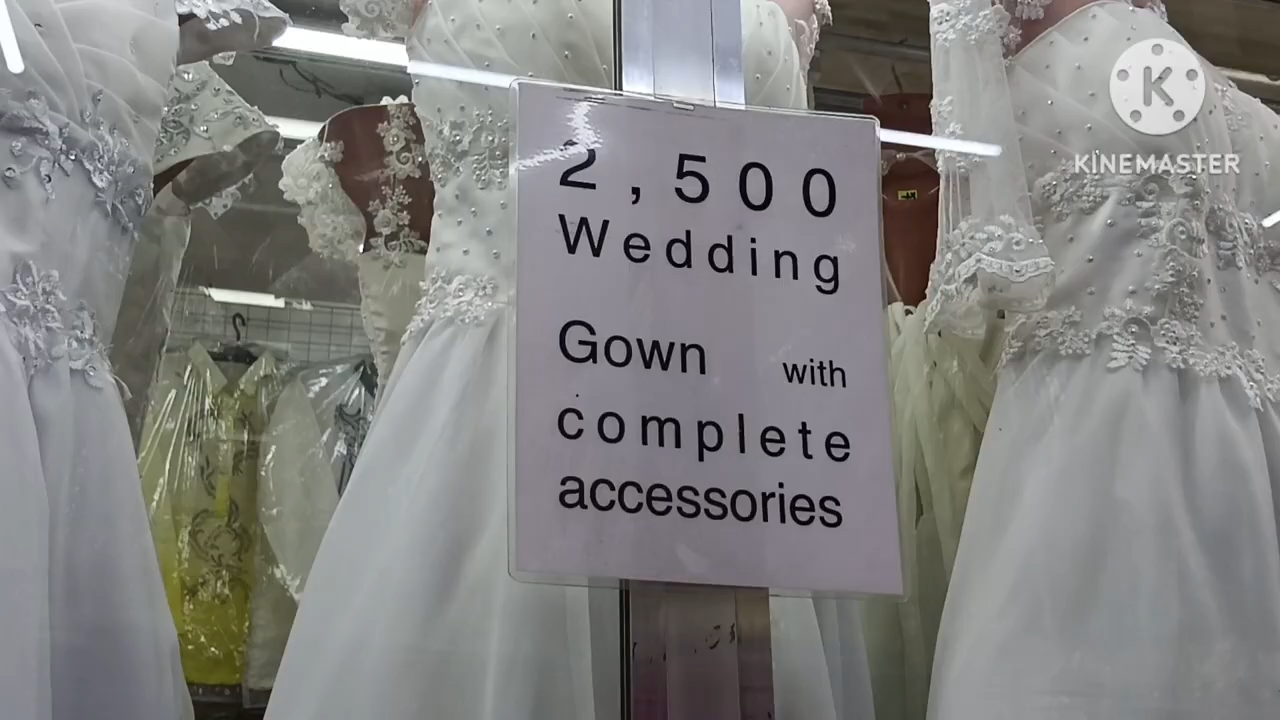 2,500
Wedding
Gown with
complete
accessories
K
KINEMASTER